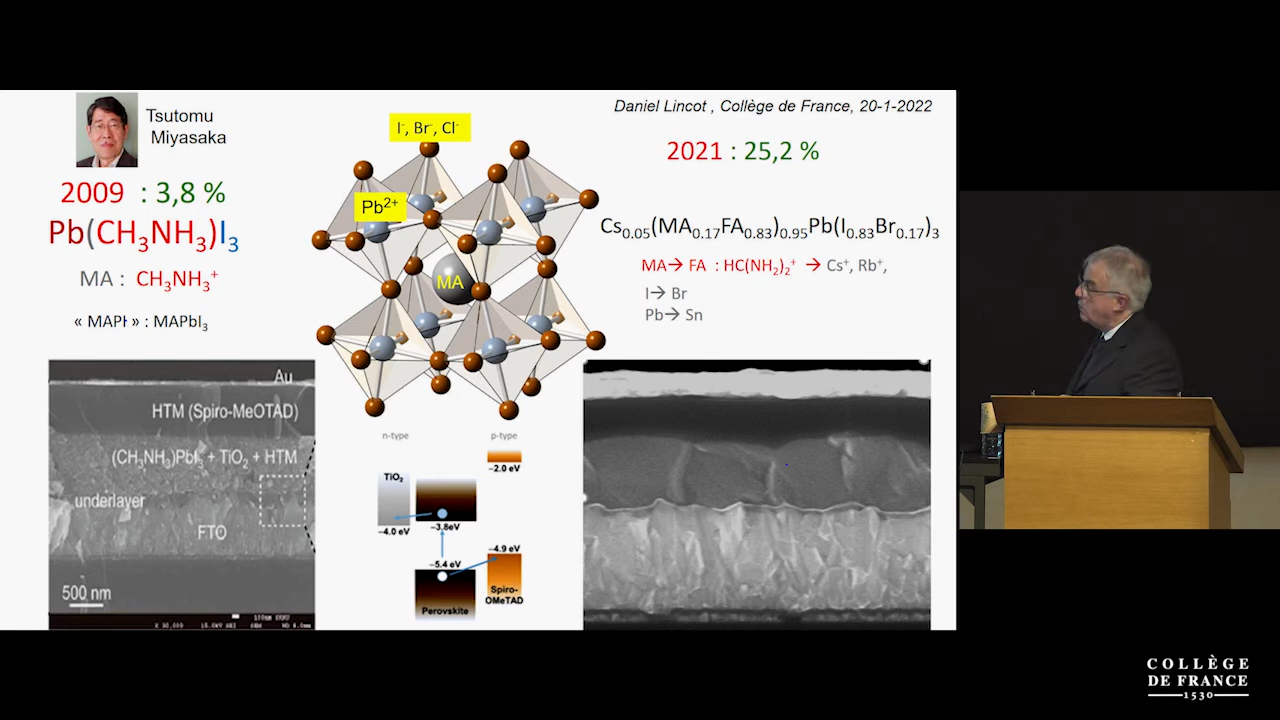 Tsutomu
Miyasaka
2009 : 3,8 %
Pb(CH₃NH₃)I₃
MA : CH₃NH₃⁺
« MAPI » : MAPbI₃
I⁻, Br⁻, Cl⁻
Pb²⁺
MA
Daniel Lincot , Collège de France, 20-1-2022
2021 : 25,2 %
Cs₀.₀₅(MA₀.₁₇FA₀.₈₃)₀.₉₅Pb(I₀.₈₃Br₀.₁₇)₃
MA→ FA : HC(NH₂)₂⁺ → Cs⁺, Rb⁺,
I→ Br
Pb→ Sn
Au
HTM (Spiro-MeOTAD)
(CH₃NH₃)PbI₃ + TiO₂ + HTM
underlayer
FTO
500 nm
n-type
p-type
−2.0 eV
TiO₂
−4.0 eV
−3.8eV
−4.9 eV
−5.4 eV
Spiro-
OMeTAD
Perovskite
COLLÈGE
DE FRANCE
1530